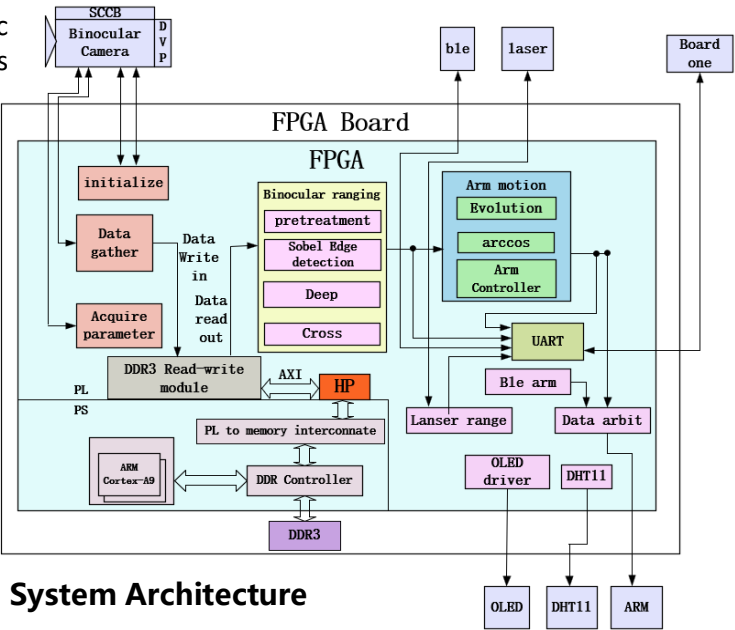 c
s
SCCB
Binocular
Camera
D
V
P
ble
laser
Board
one
FPGA Board
FPGA
initialize
Data
gather
Acquire
parameter
Data
Write
in
Data
read
out
Binocular ranging
pretreatment
Sobel Edge
detection
Deep
Cross
Arm motion
Evolution
arccos
Arm
Controller
UART
Ble arm
Lanser range
Data arbit
DDR3 Read-write
module
AXI
HP
PL
PS
PL to memory interconnate
ARM
Cortex-A9
DDR Controller
DDR3
OLED
driver
DHT11
OLED
DHT11
ARM
System Architecture